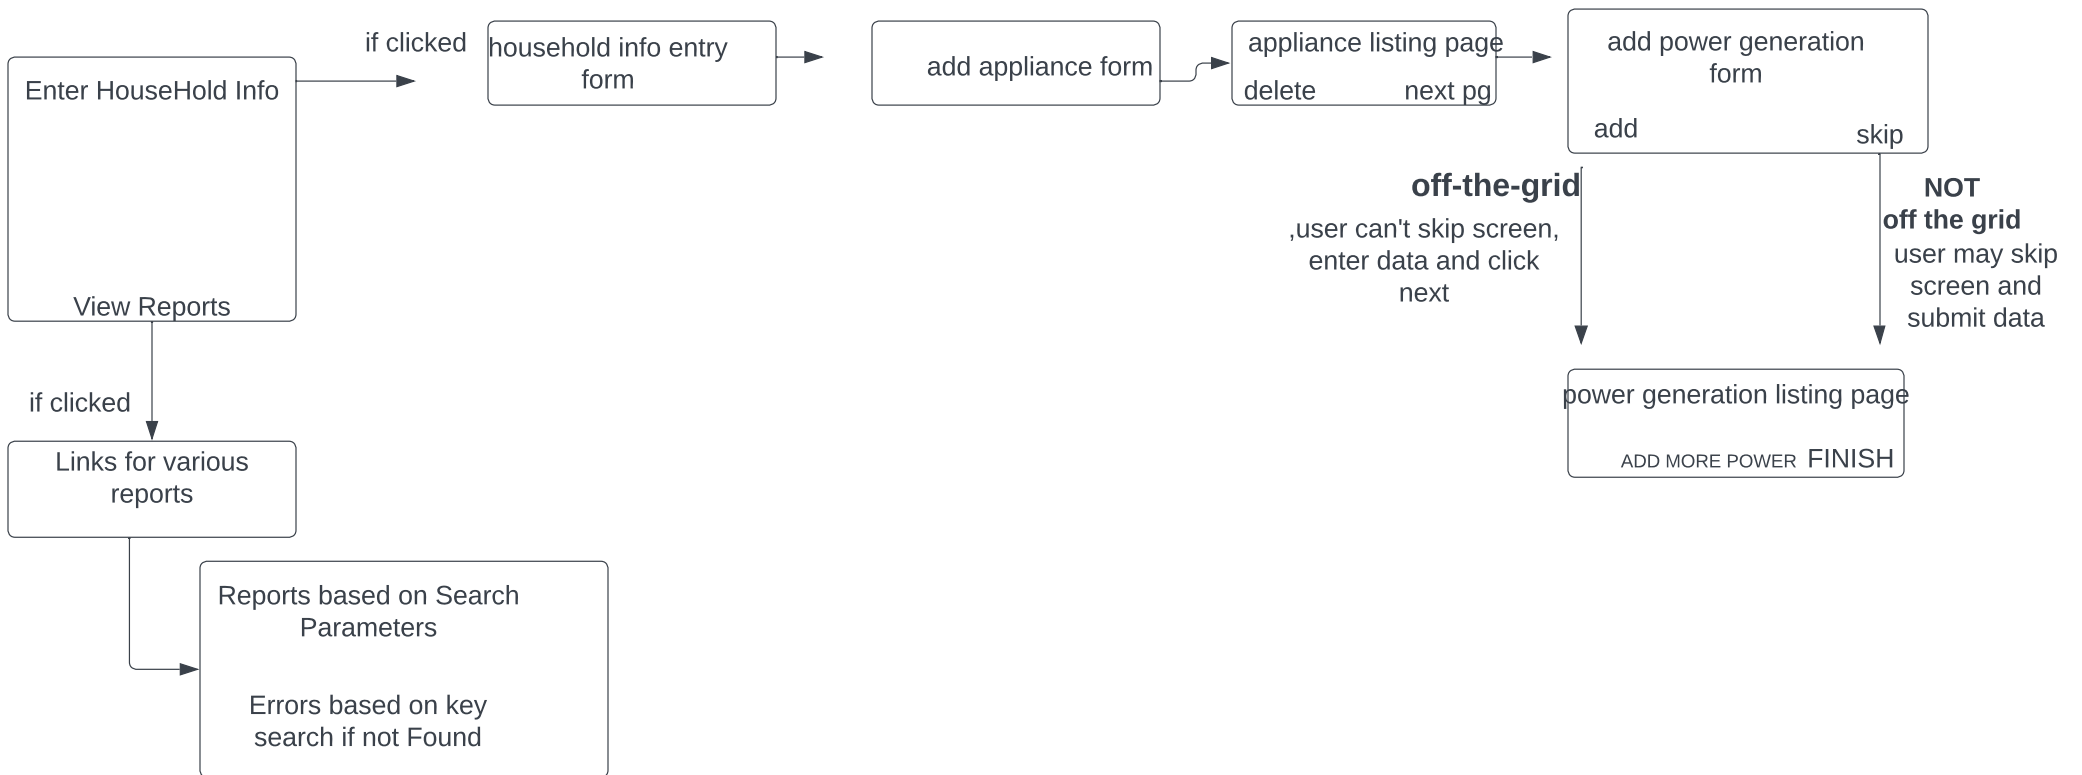 Enter HouseHold Info
View Reports
if clicked
household info entry
form
add appliance form
appliance listing page
delete
next pg
add power generation
form
add
skip
off-the-grid
,user can't skip screen,
enter data and click
next
NOT
off the grid
user may skip
screen and
submit data
power generation listing page
ADD MORE POWER
FINISH
if clicked
Links for various
reports
Reports based on Search
Parameters
Errors based on key
search if not Found